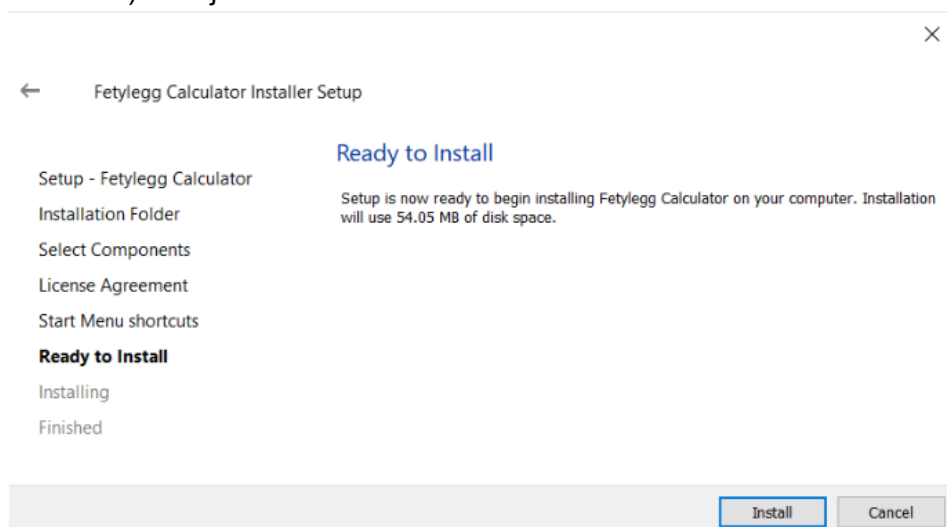 Fetylegg Calculator Installer Setup
Setup - Fetylegg Calculator
Installation Folder
Select Components
License Agreement
Start Menu shortcuts
Ready to Install
Installing
Finished
Ready to Install
Setup is now ready to begin installing Fetylegg Calculator on your computer. Installation
will use 54.05 MB of disk space.
Install
Cancel